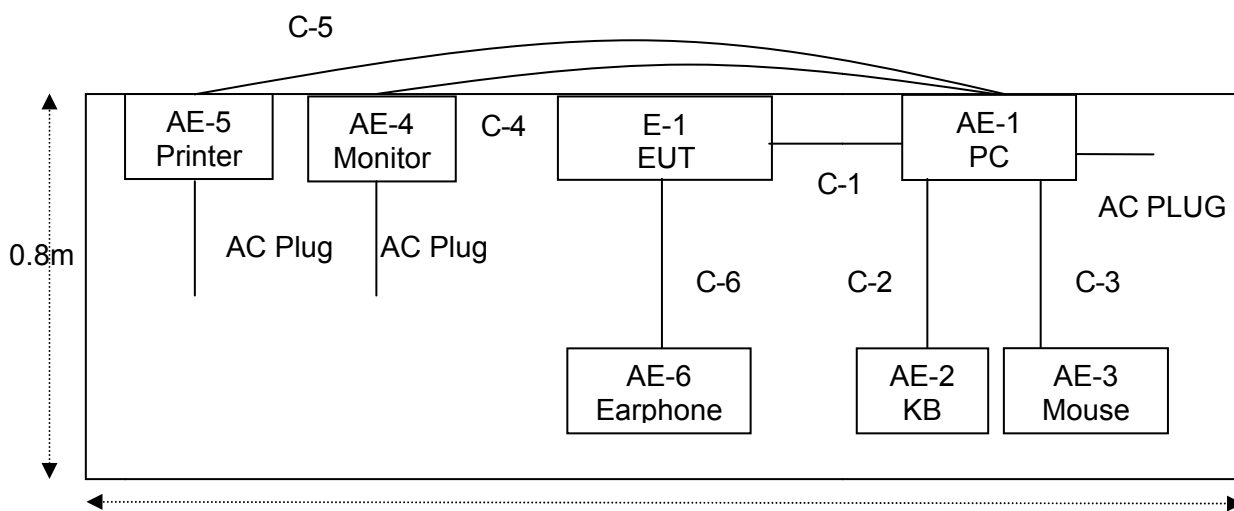 C-5
AE-5
Printer
AE-4
Monitor
C-4
E-1
EUT
C-1
AE-1
PC
AC PLUG
0.8m
AC Plug
AC Plug
C-6
C-2
C-3
AE-6
Earphone
AE-2
KB
AE-3
Mouse